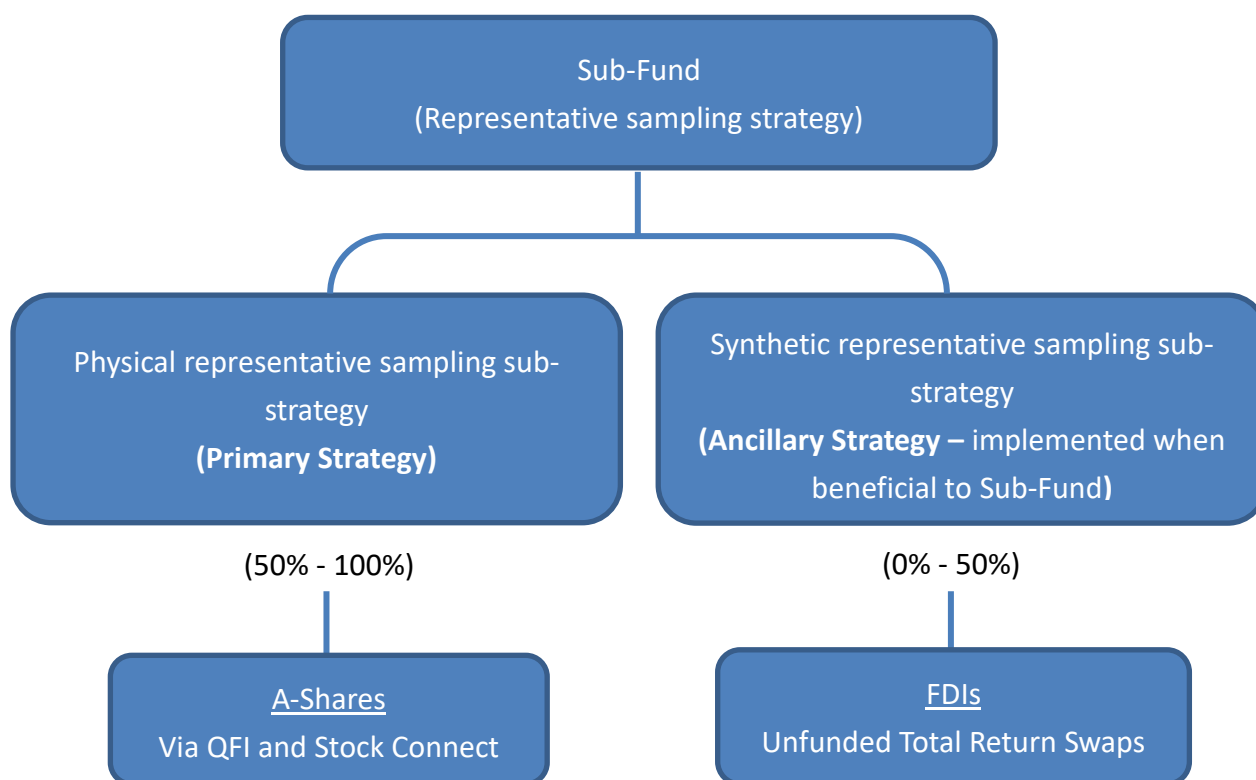 Sub-Fund
(Representative sampling strategy)
Physical representative sampling sub-
strategy
(Primary Strategy)
Synthetic representative sampling sub-
strategy
(Ancillary Strategy – implemented when
beneficial to Sub-Fund)
(50% - 100%)
(0% - 50%)
A-Shares
Via QFI and Stock Connect
FDIs
Unfunded Total Return Swaps